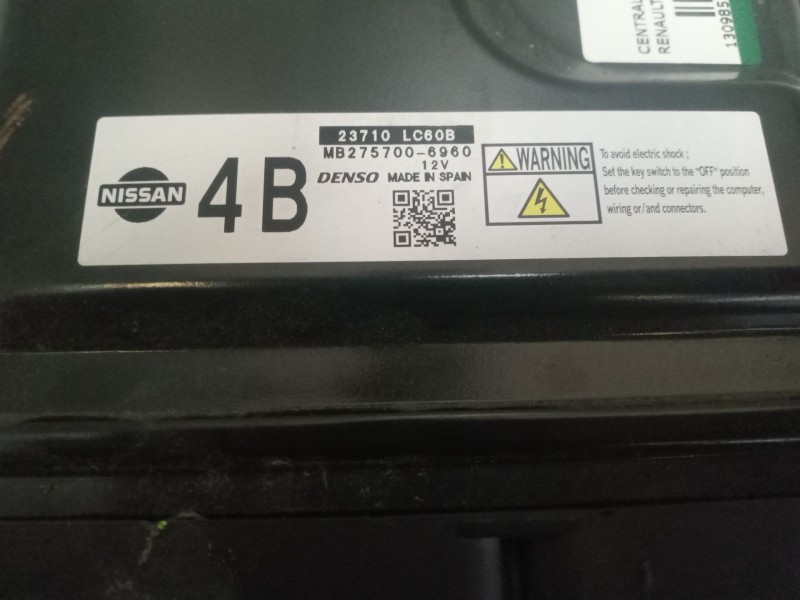 CENTRAL
RENAULT
130985
23710 LC60B
MB275700-6960
12V
DENSO MADE IN SPAIN
NISSAN
4B
WARNING
To avoid electric shock ;
Set the key switch to the "OFF" position
before checking or repairing the computer,
wiring or/and connectors.